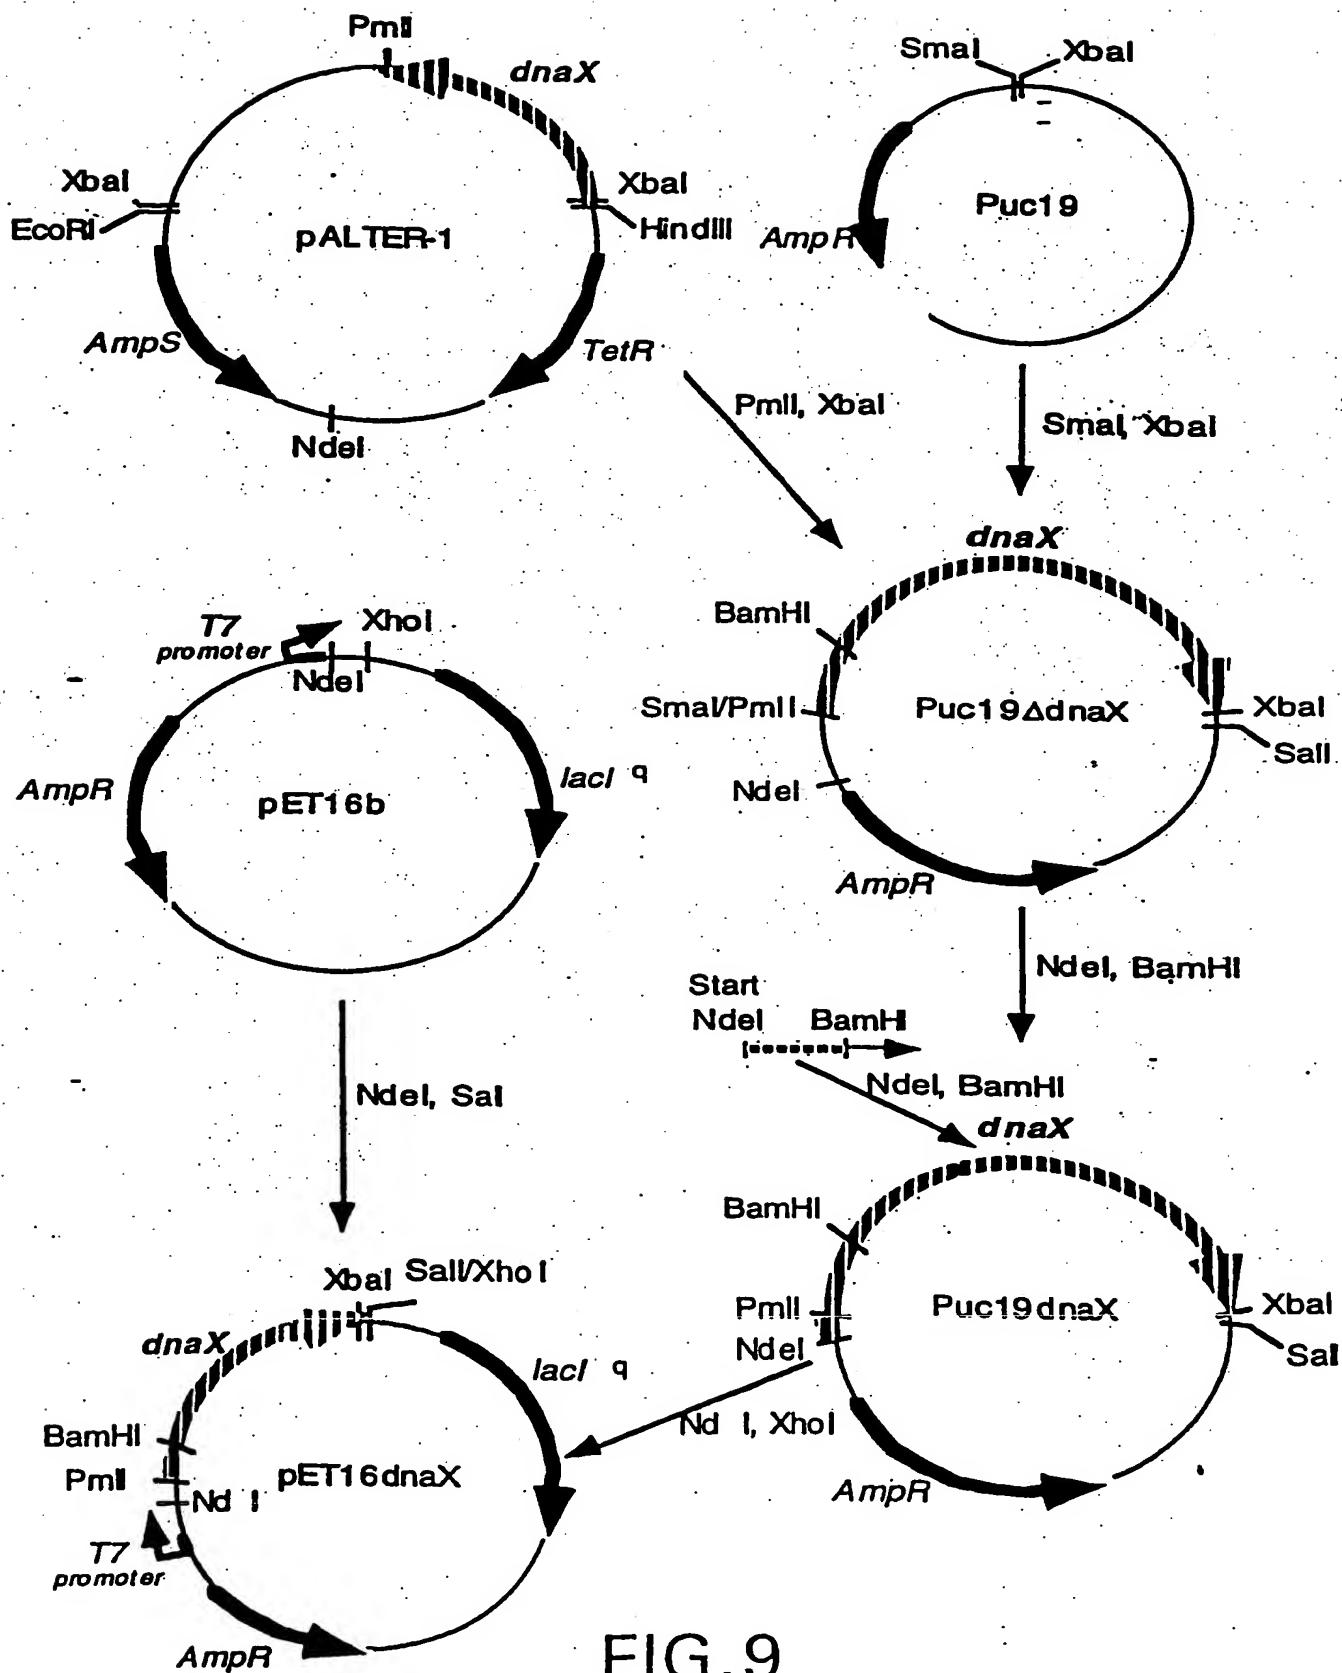 PmlI
dnaX
XbaI
EcoRI
pALTER-1
XbaI
HindIII
AmpS
TetR
NdeI
SmaI
XbaI
Puc19
AmpR
PmlI, XbaI
SmaI, XbaI
dnaX
BamHI
SmaI/PmlI
Puc19ΔdnaX
XbaI
SalI
NdeI
AmpR
T7
promoter
XhoI
NdeI
AmpR
pET16b
lacI q
NdeI, BamHI
Start
NdeI
BamHI
NdeI, BamHI
dnaX
NdeI, Sal
BamHI
PmlI
NdeI
Puc19dnaX
XbaI
Sal
AmpR
Nd I, XhoI
XbaI
SalI/Xho I
dnaX
lacI q
BamHI
PmlI
Nd I
pET16dnaX
T7
promoter
AmpR
FIG.9